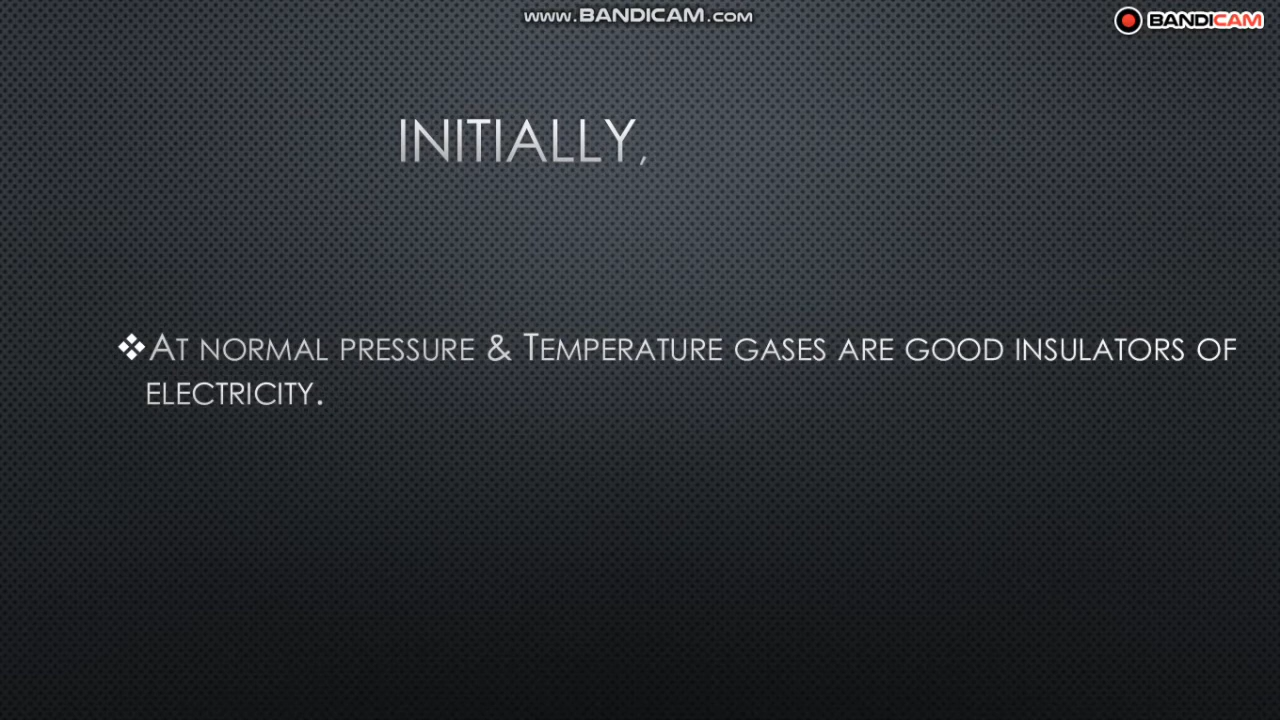 www.BANDICAM.com
BANDICAM
INITIALLY,
❖AT NORMAL PRESSURE & TEMPERATURE GASES ARE GOOD INSULATORS OF
ELECTRICITY.